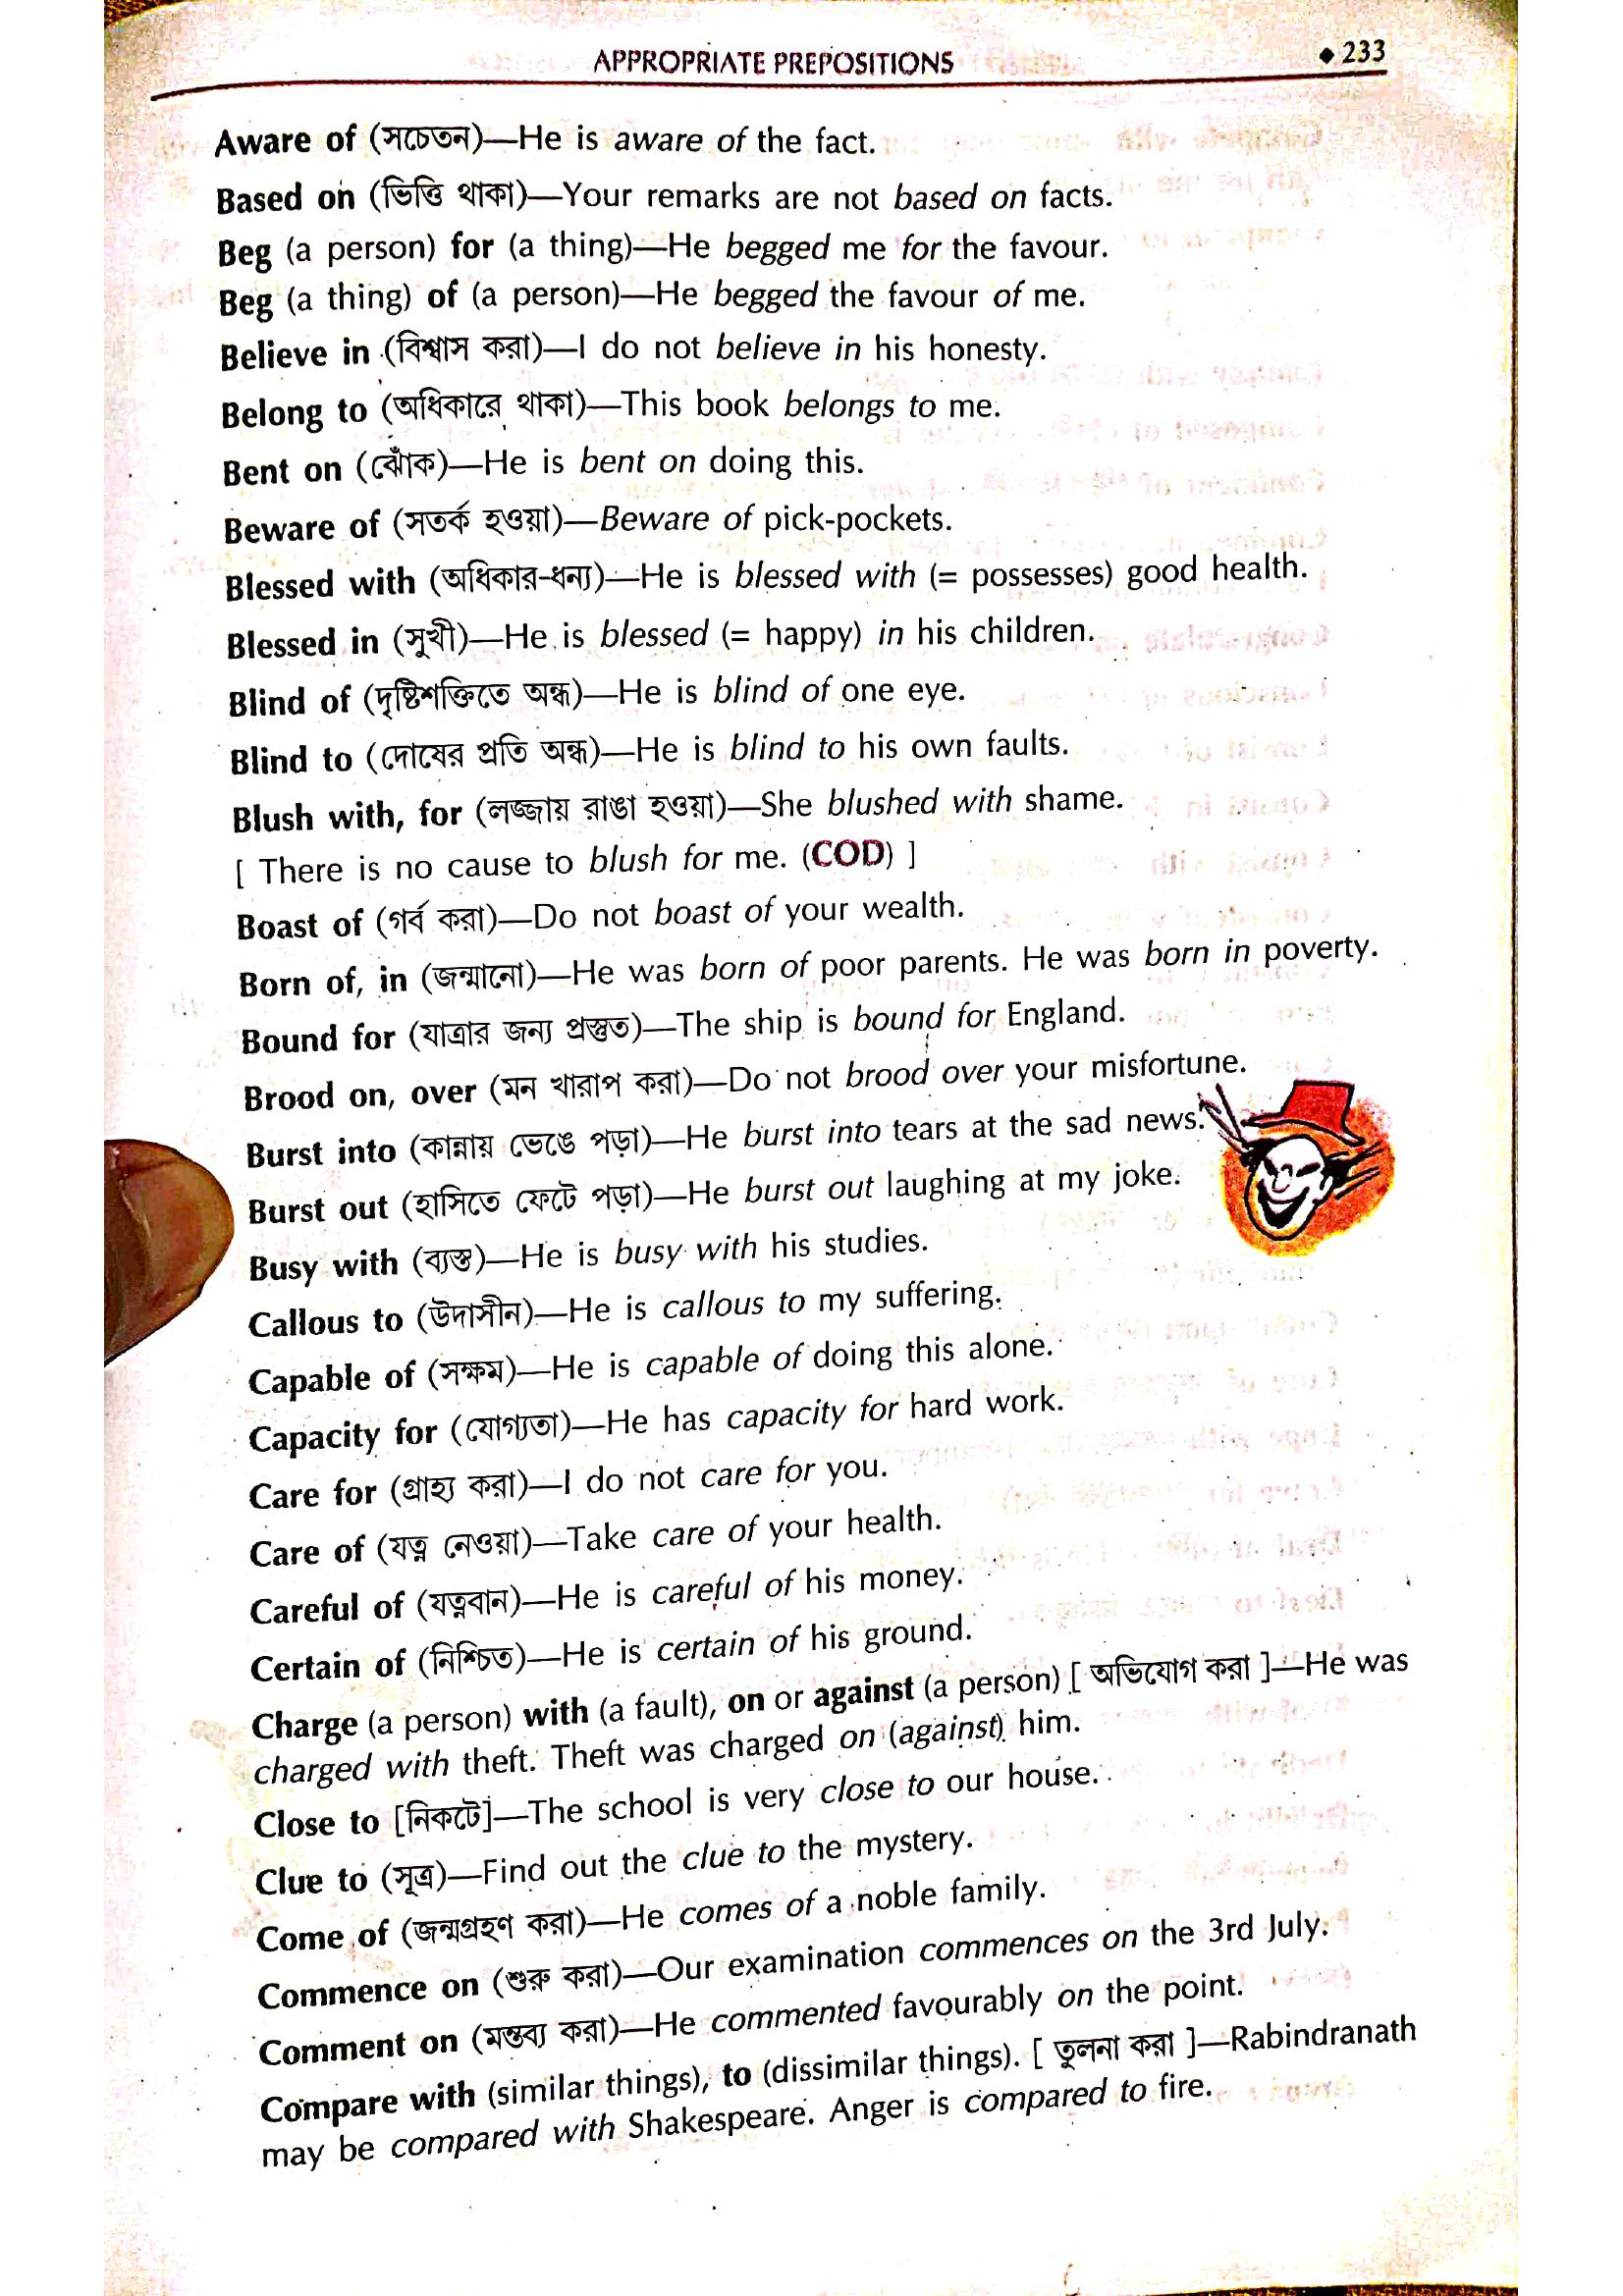 APPROPRIATE PREPOSITIONS ◆ 233
Aware of (সচেতন)—He is aware of the fact.
Based on (ভিত্তি থাকা)—Your remarks are not based on facts.
Beg (a person) for (a thing)—He begged me for the favour.
Beg (a thing) of (a person)—He begged the favour of me.
Believe in (বিশ্বাস করা)—I do not believe in his honesty.
Belong to (অধিকারে থাকা)—This book belongs to me.
Bent on (ঝোঁক)—He is bent on doing this.
Beware of (সতর্ক হওয়া)—Beware of pick-pockets.
Blessed with (অধিকার-ধন্য)—He is blessed with (= possesses) good health.
Blessed in (সুখী)—He is blessed (= happy) in his children.
Blind of (দৃষ্টিশক্তিতে অন্ধ)—He is blind of one eye.
Blind to (দোষের প্রতি অন্ধ)—He is blind to his own faults.
Blush with, for (লজ্জায় রাঙা হওয়া)—She blushed with shame.
[ There is no cause to blush for me. (COD) ]
Boast of (গর্ব করা)—Do not boast of your wealth.
Born of, in (জন্মানো)—He was born of poor parents. He was born in poverty.
Bound for (যাত্রার জন্য প্রস্তুত)—The ship is bound for England.
Brood on, over (মন খারাপ করা)—Do not brood over your misfortune.
Burst into (কান্নায় ভেঙে পড়া)—He burst into tears at the sad news.
Burst out (হাসিতে ফেটে পড়া)—He burst out laughing at my joke.
Busy with (ব্যস্ত)—He is busy with his studies.
Callous to (উদাসীন)—He is callous to my suffering.
Capable of (সক্ষম)—He is capable of doing this alone.
Capacity for (যোগ্যতা)—He has capacity for hard work.
Care for (গ্রাহ্য করা)—I do not care for you.
Care of (যত্ন নেওয়া)—Take care of your health.
Careful of (যত্নবান)—He is careful of his money.
Certain of (নিশ্চিত)—He is certain of his ground.
Charge (a person) with (a fault), on or against (a person) [ অভিযোগ করা ]—He was
charged with theft. Theft was charged on (against) him.
Close to [নিকটে]—The school is very close to our house.
Clue to (সূত্র)—Find out the clue to the mystery.
Come of (জন্মগ্রহণ করা)—He comes of a noble family.
Commence on (শুরু করা)—Our examination commences on the 3rd July.
Comment on (মন্তব্য করা)—He commented favourably on the point.
Compare with (similar things), to (dissimilar things). [ তুলনা করা ]—Rabindranath
may be compared with Shakespeare. Anger is compared to fire.